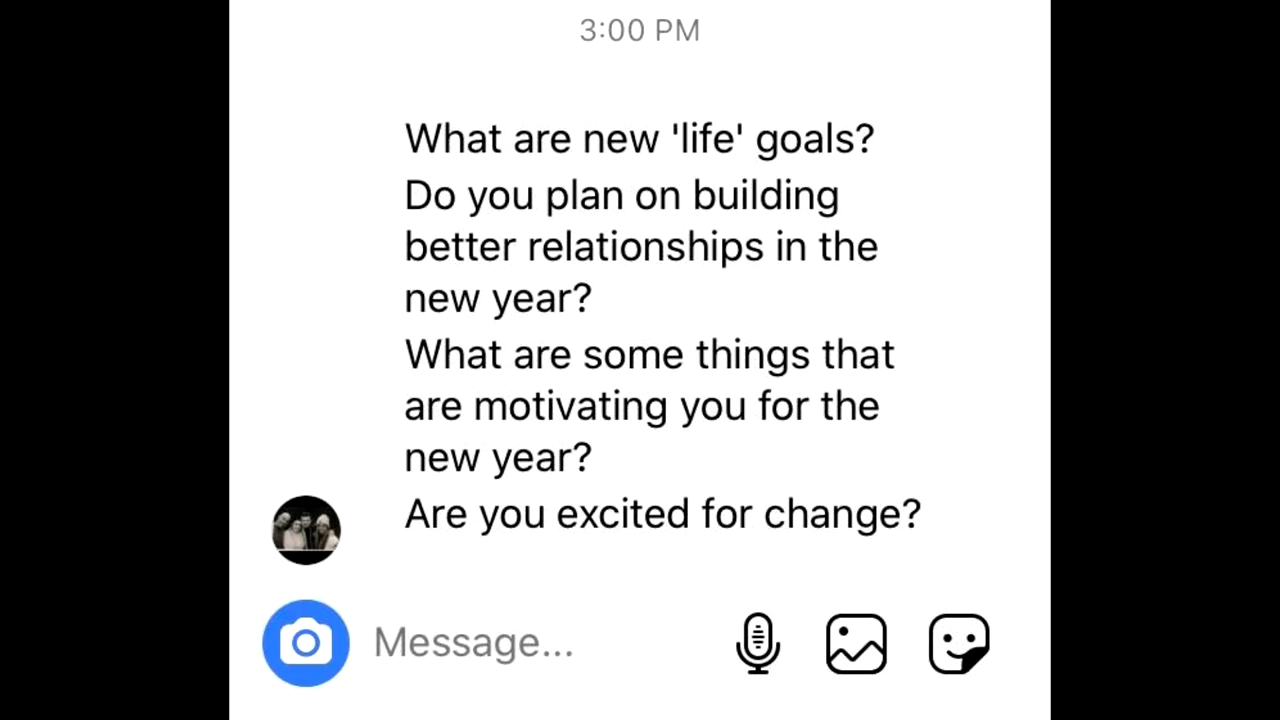 3:00 PM
What are new 'life' goals?
Do you plan on building
better relationships in the
new year?
What are some things that
are motivating you for the
new year?
Are you excited for change?
Message...